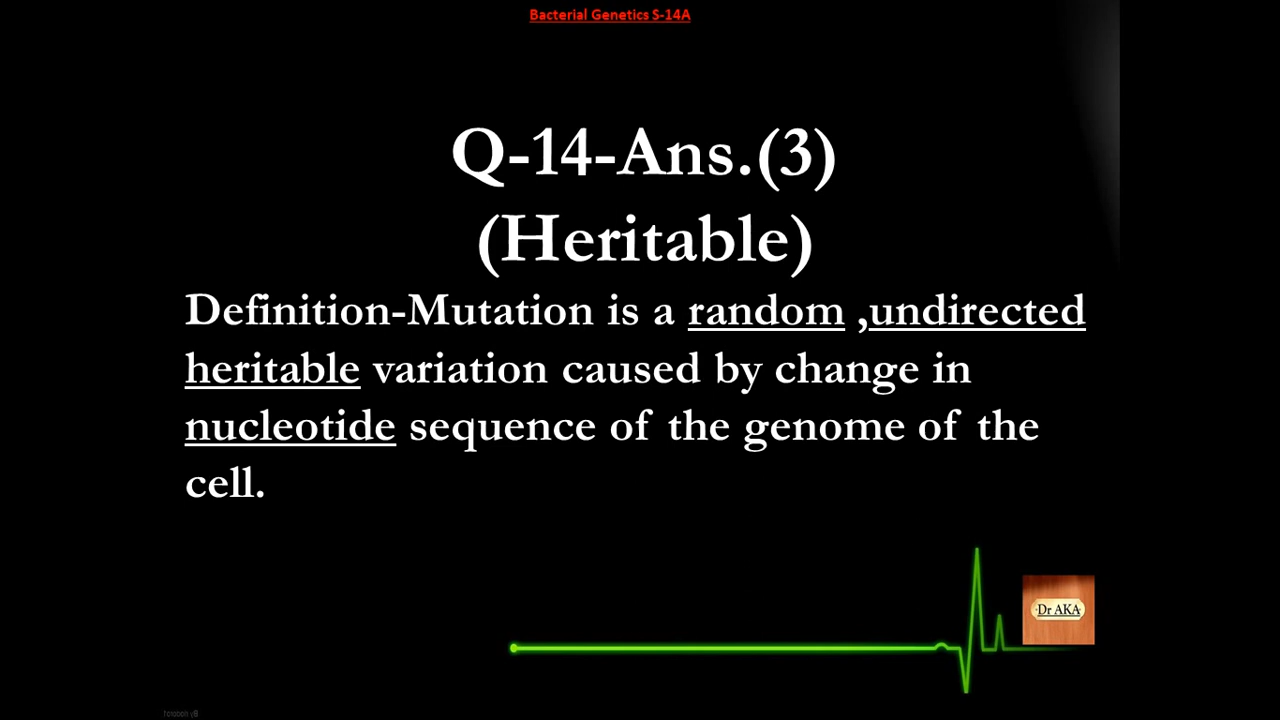 Bacterial Genetics S-14A
Q-14-Ans.(3)
(Heritable)
Definition-Mutation is a random ,undirected
heritable variation caused by change in
nucleotide sequence of the genome of the
cell.
Dr AKA